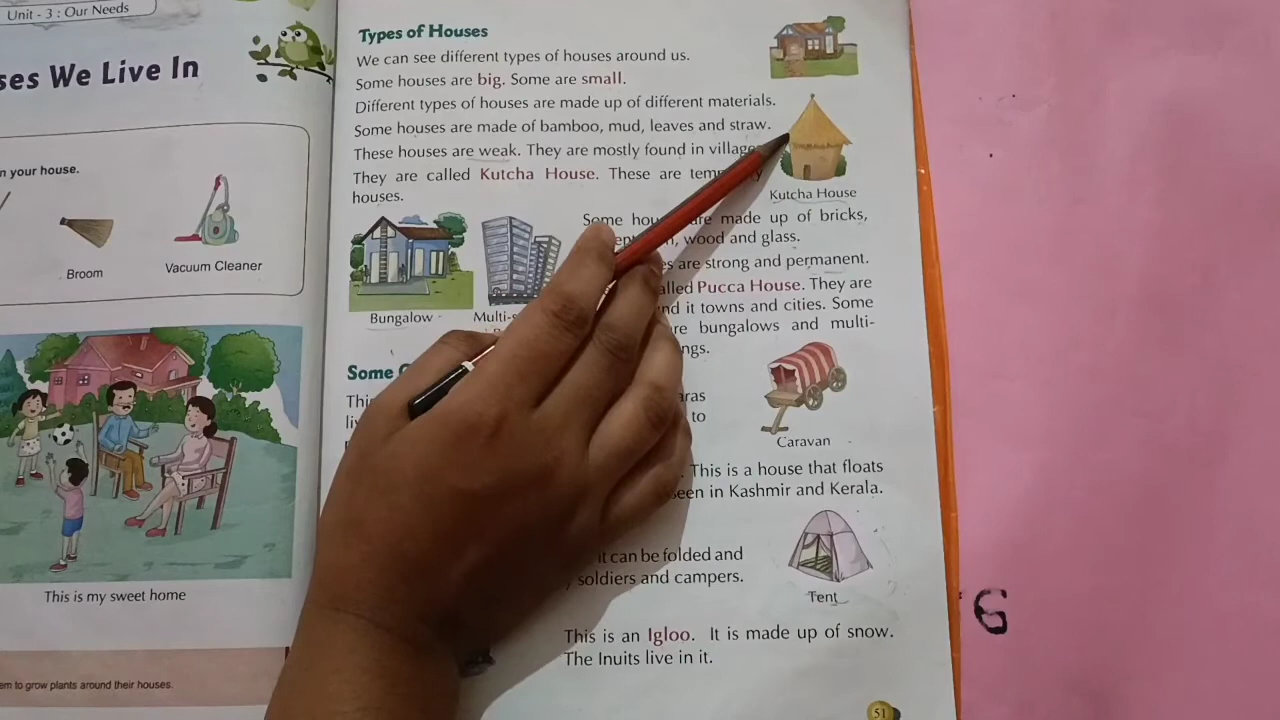 Unit - 3 : Our Needs
ses We Live In
n your house.
Broom
Vacuum Cleaner
This is my sweet home
em to grow plants around their houses.
Types of Houses
We can see different types of houses around us.
Some houses are big. Some are small.
Different types of houses are made up of different materials.
Some houses are made of bamboo, mud, leaves and straw.
These houses are weak. They are mostly found in village
They are called Kutcha House. These are tem
houses.
Kutcha House
Some hou are made up of bricks,
wood and glass.
es are strong and permanent.
alled Pucca House. They are
nd it towns and cities. Some
re bungalows and multi-
ngs.
Bungalow
Multi-s
Some
aras
to
Caravan
This is a house that floats
seen in Kashmir and Kerala.
it can be folded and
soldiers and campers.
Tent
This is an Igloo. It is made up of snow.
The Inuits live in it.
51
G